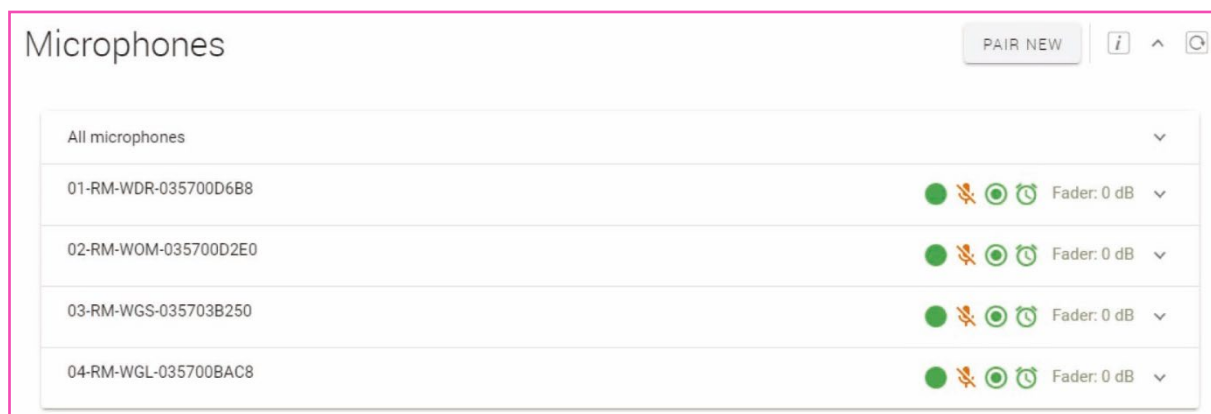 Microphones
PAIR NEW
i
All microphones
01-RM-WDR-035700D6B8 Fader: 0 dB
02-RM-WOM-035700D2E0 Fader: 0 dB
03-RM-WGS-035703B250 Fader: 0 dB
04-RM-WGL-035700BAC8 Fader: 0 dB